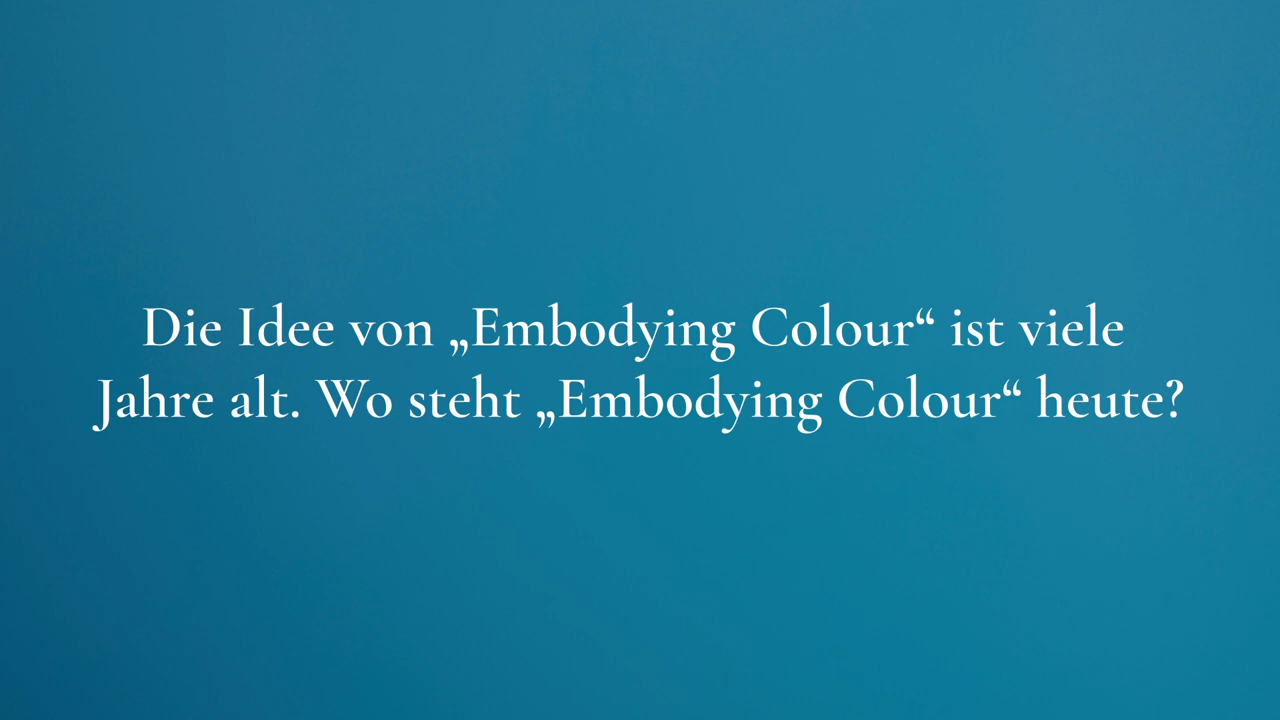 Die Idee von „Embodying Colour“ ist viele
Jahre alt. Wo steht „Embodying Colour“ heute?